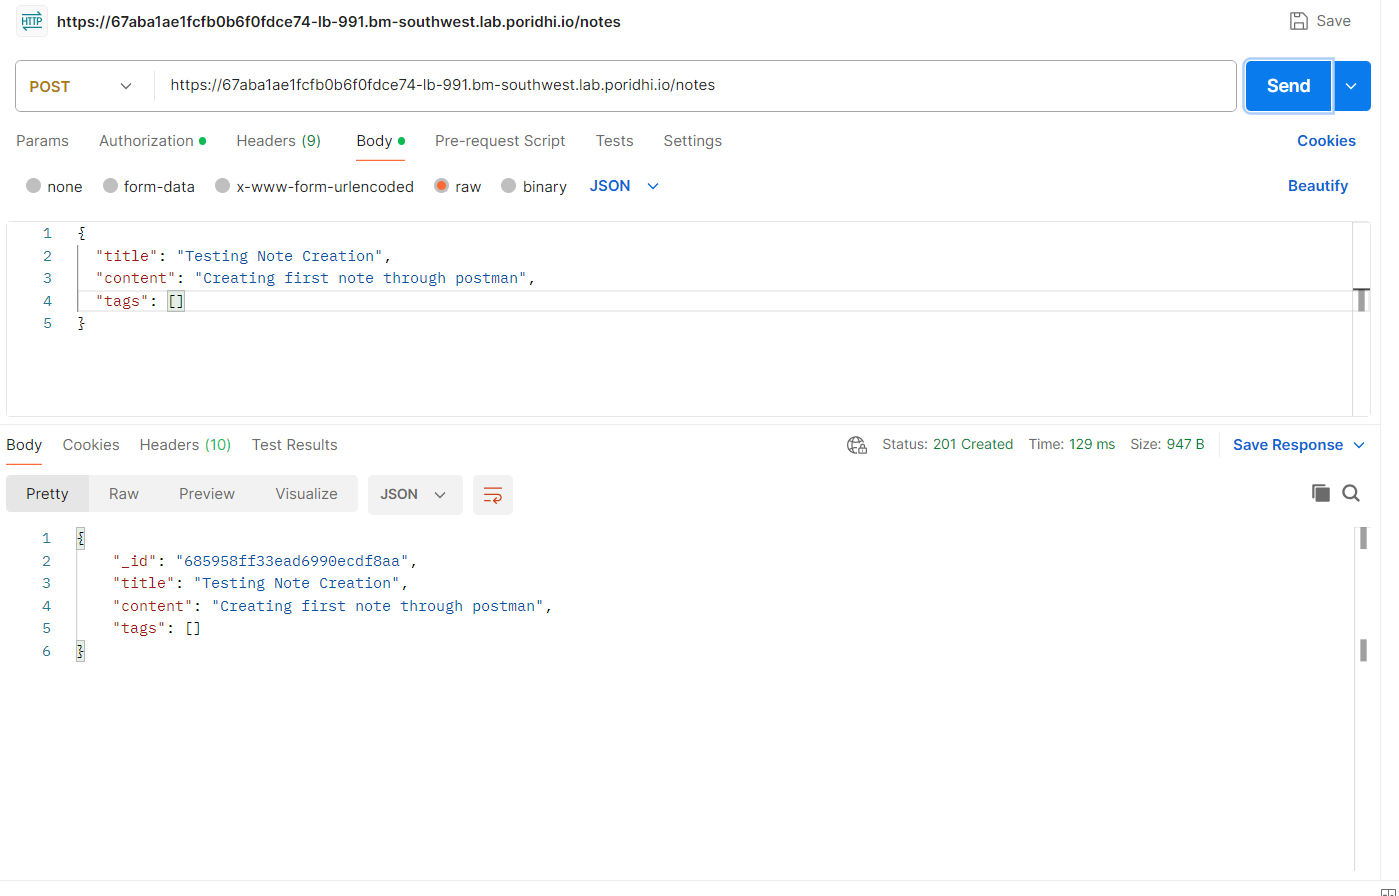 HTTP https://67aba1ae1fcfb0b6f0fdce74-lb-991.bm-southwest.lab.poridhi.io/notes Save
POST https://67aba1ae1fcfb0b6f0fdce74-lb-991.bm-southwest.lab.poridhi.io/notes Send
Params Authorization Headers (9) Body Pre-request Script Tests Settings Cookies
none form-data x-www-form-urlencoded raw binary JSON Beautify
1 {
2 "title": "Testing Note Creation",
3 "content": "Creating first note through postman",
4 "tags": []
5 }
Body Cookies Headers (10) Test Results Status: 201 Created Time: 129 ms Size: 947 B Save Response
Pretty Raw Preview Visualize JSON
1 {
2 "_id": "685958ff33ead6990ecdf8aa",
3 "title": "Testing Note Creation",
4 "content": "Creating first note through postman",
5 "tags": []
6 }